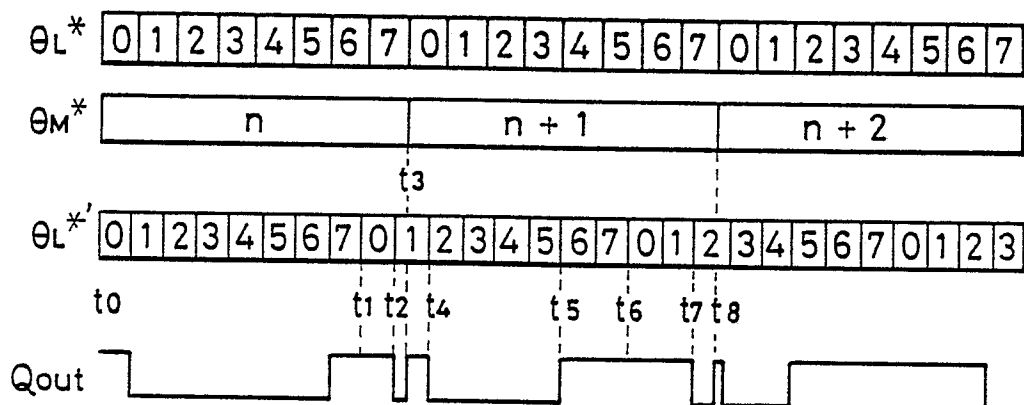 θL* 0 1 2 3 4 5 6 7 0 1 2 3 4 5 6 7 0 1 2 3 4 5 6 7
θM* n n + 1 n + 2
t3
θL*' 0 1 2 3 4 5 6 7 0 1 2 3 4 5 6 7 0 1 2 3 4 5 6 7 0 1 2 3
t0 t1 t2 t4 t5 t6 t7 t8
Qout